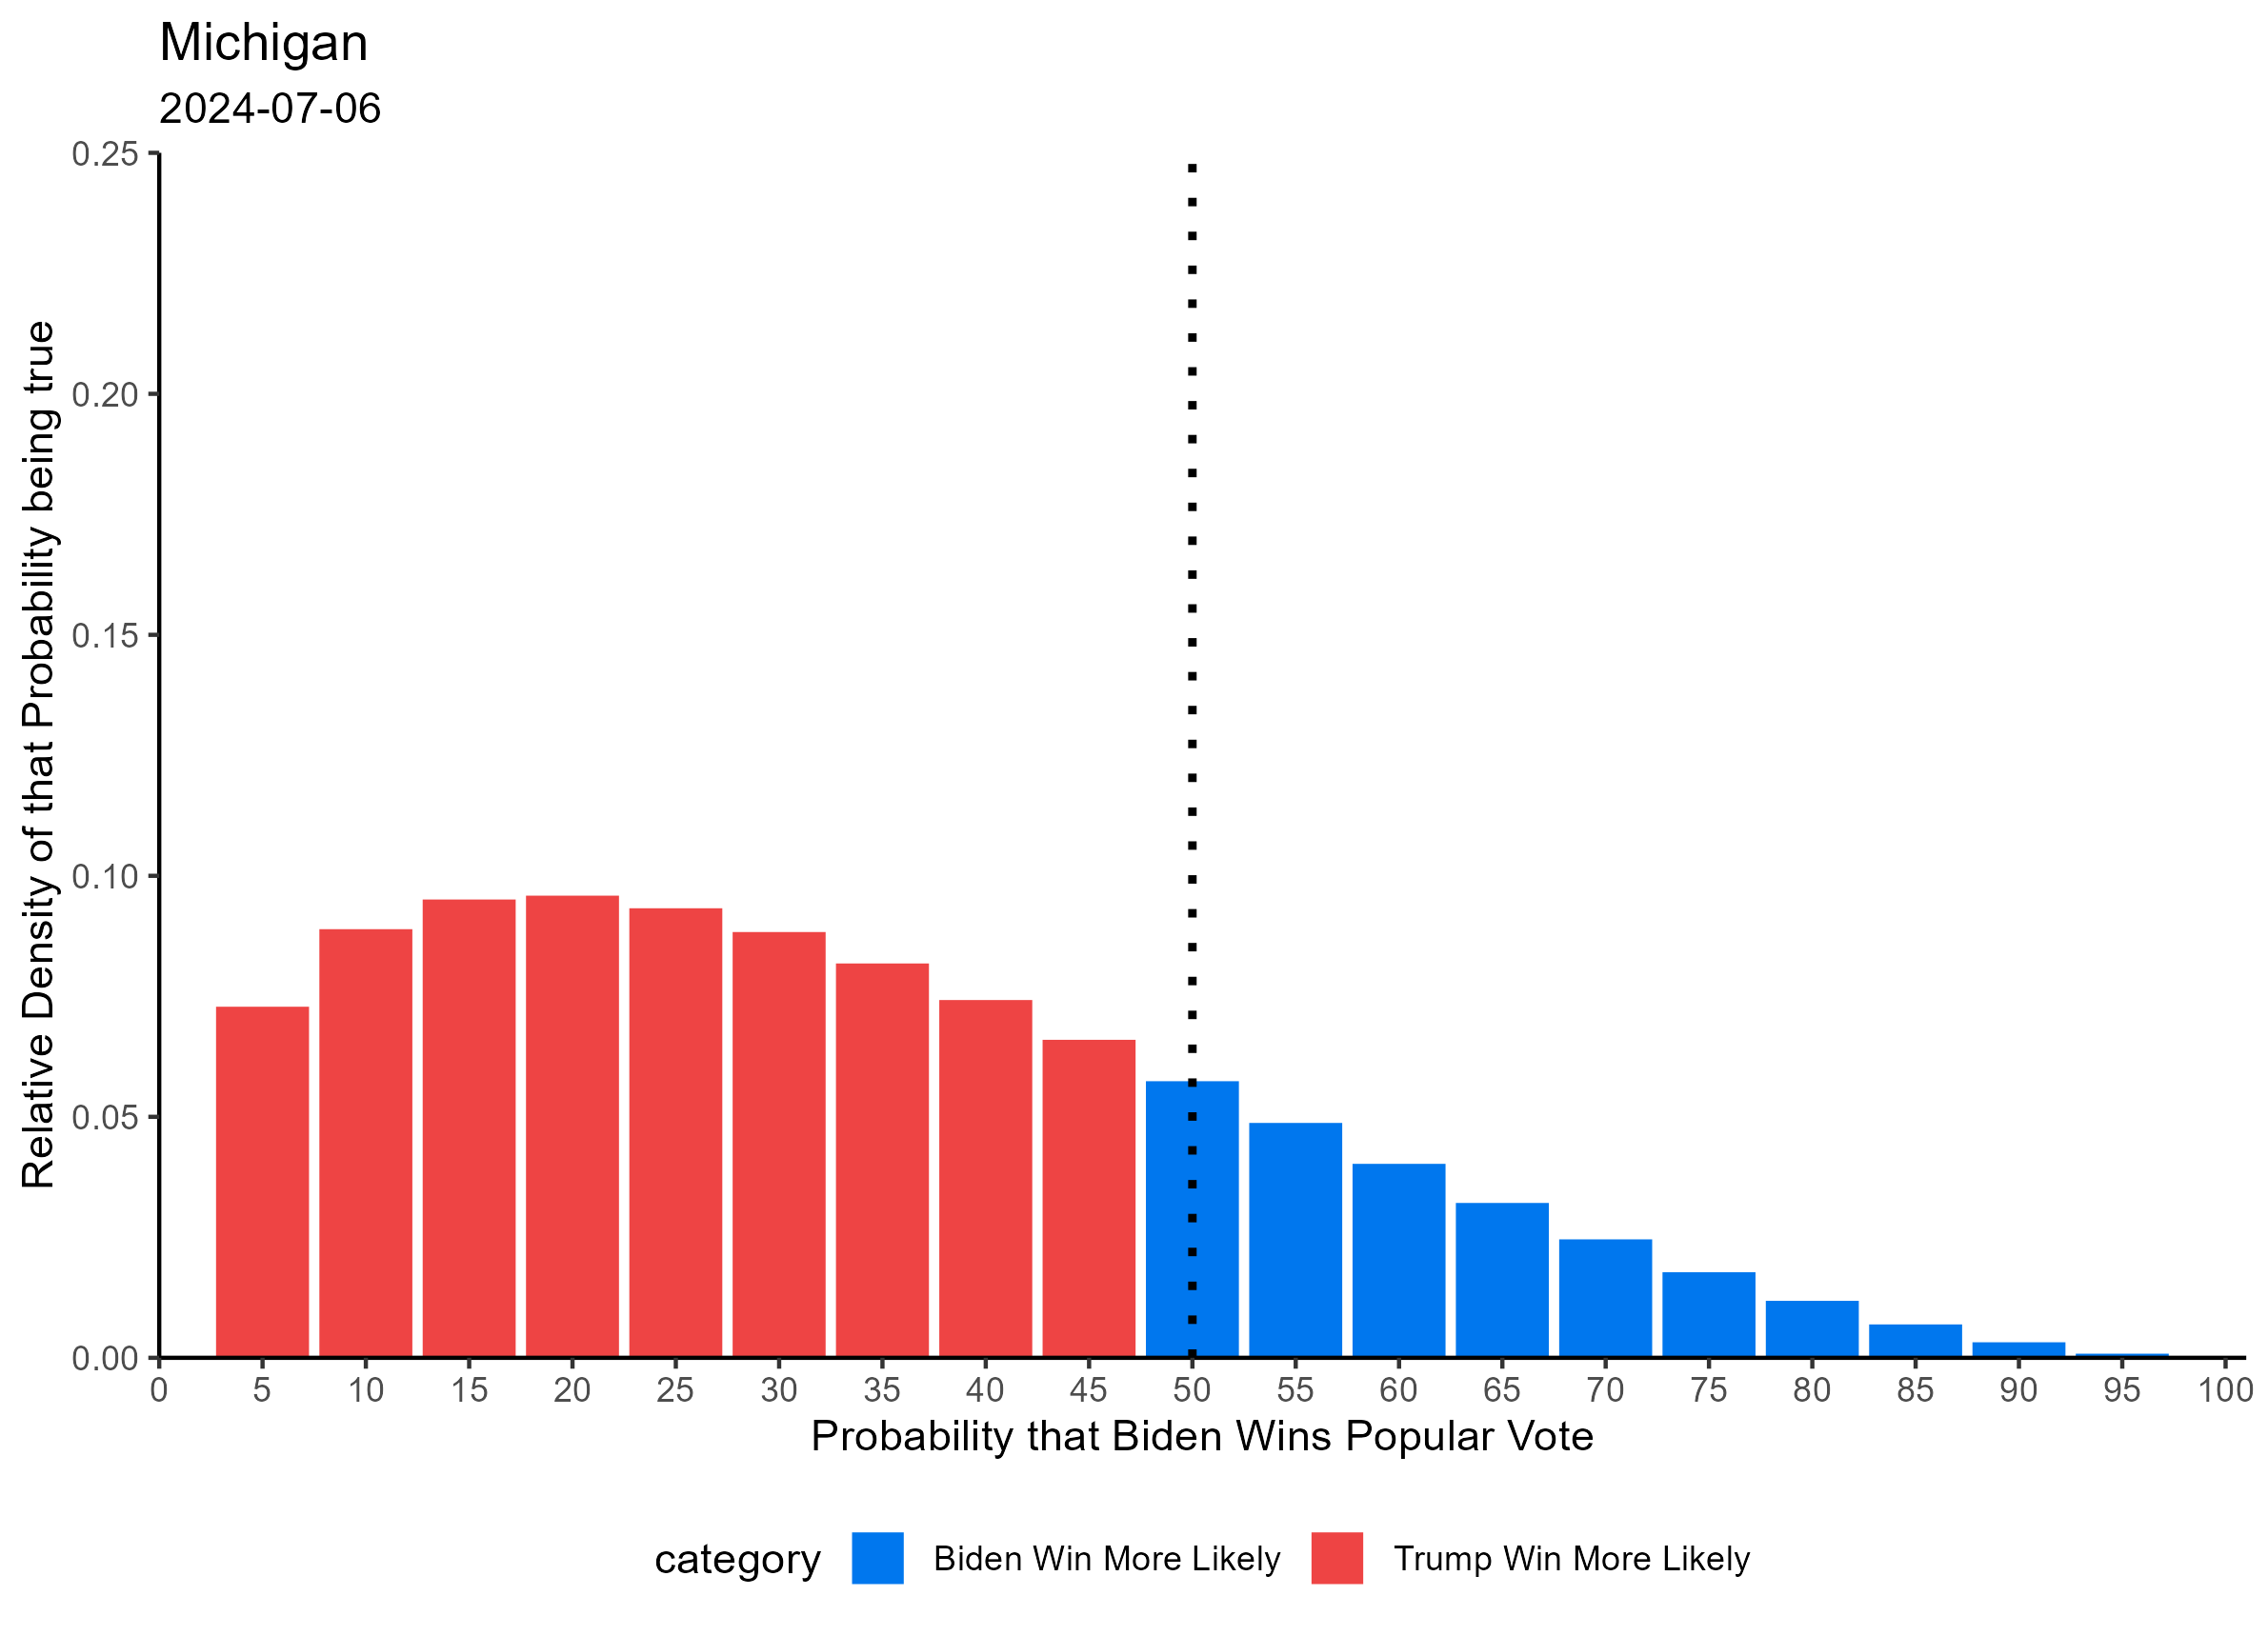 Michigan
2024-07-06
Relative Density of that Probability being true
0.25
0.20
0.15
0.10
0.05
0.00
0 5 10 15 20 25 30 35 40 45 50 55 60 65 70 75 80 85 90 95 100
Probability that Biden Wins Popular Vote
category Biden Win More Likely Trump Win More Likely